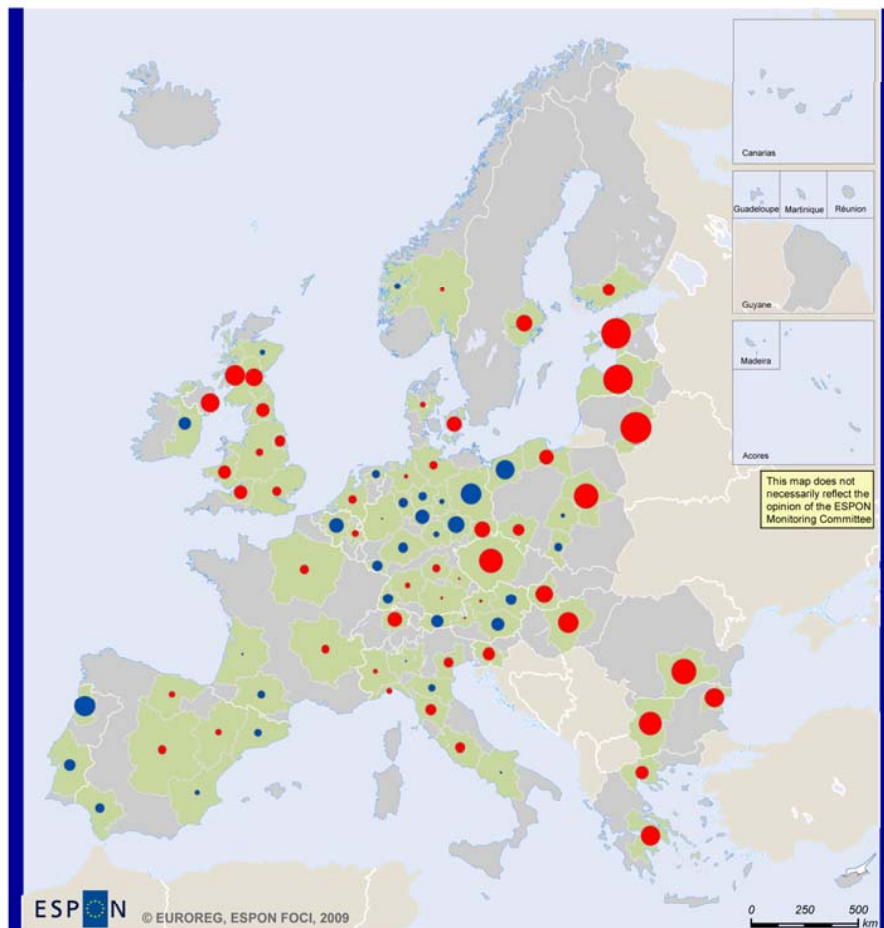 Canarias
Guadeloupe
Martinique
Réunion
Guyane
Madeira
Acores
This map does not
necessarily reflect the
opinion of the ESPON
Monitoring Committee
ESPON
© EUROREG, ESPON FOCI, 2009
0 250 500
km